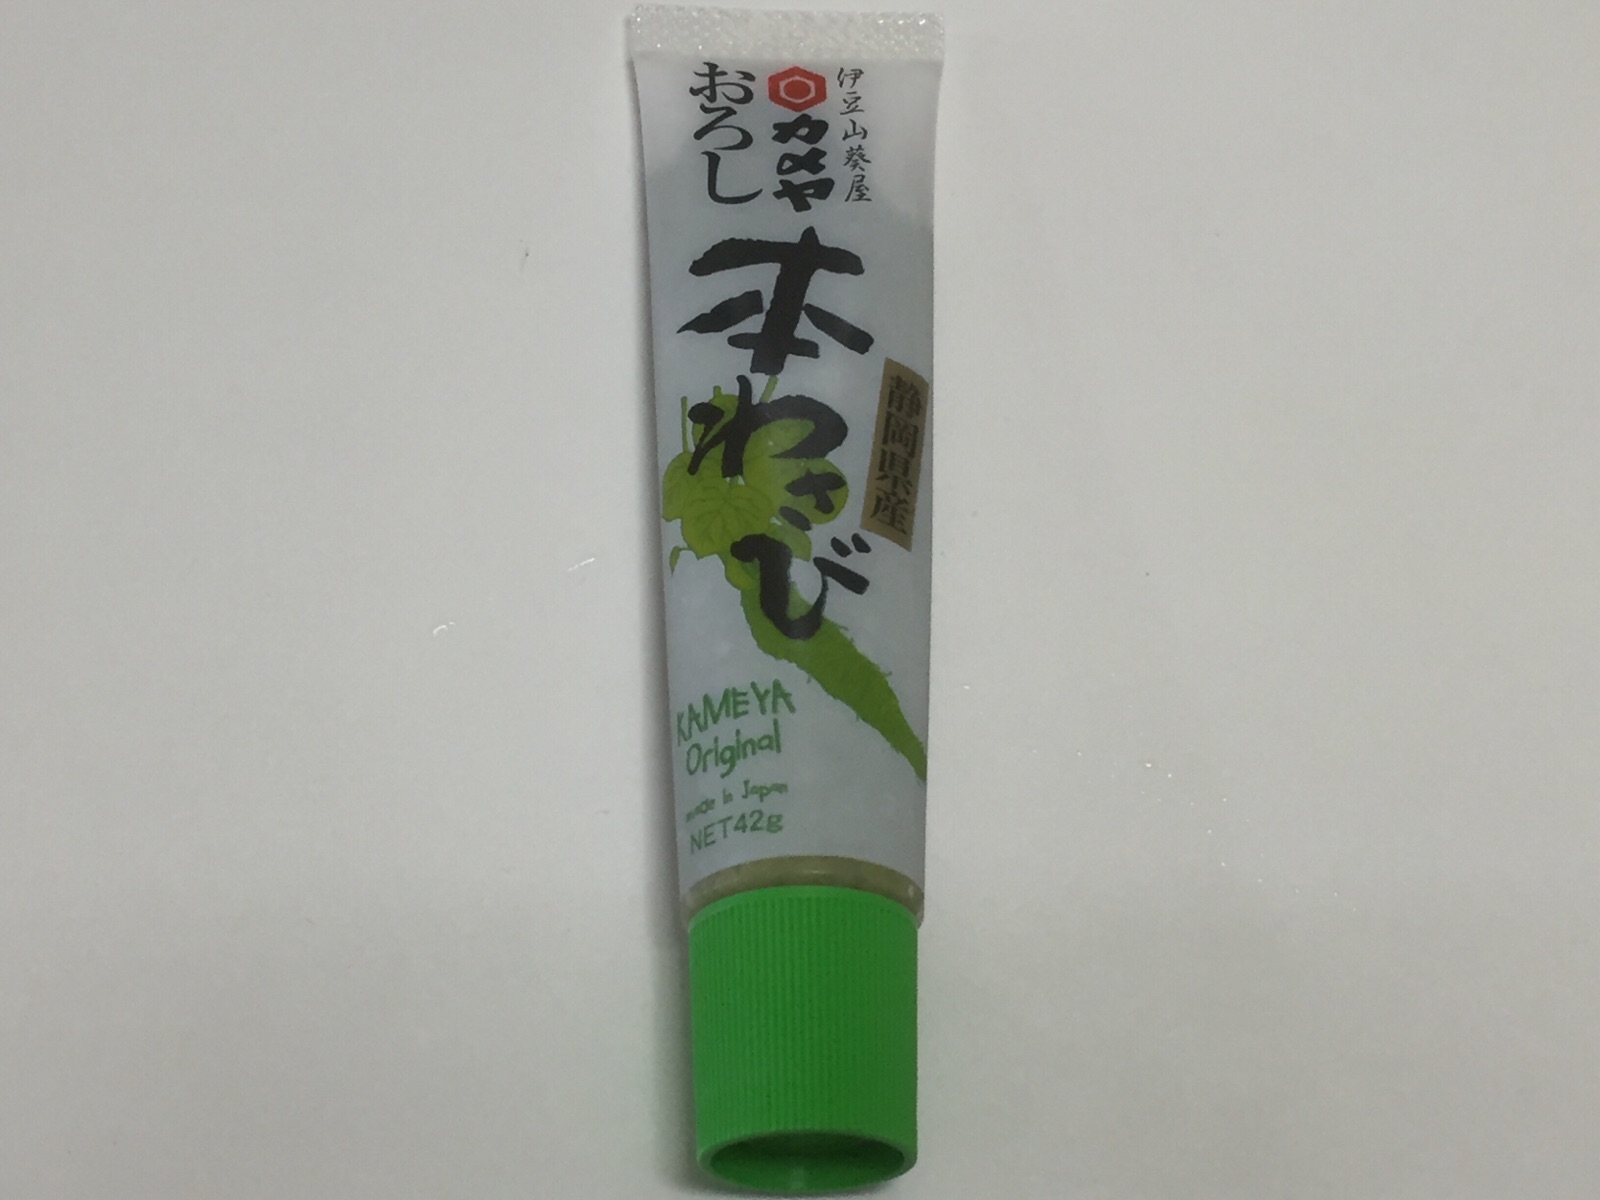 伊豆山葵屋
カメヤ
おろし
本わさび
静岡県産
KAMEYA
Original
made in Japan
NET42g